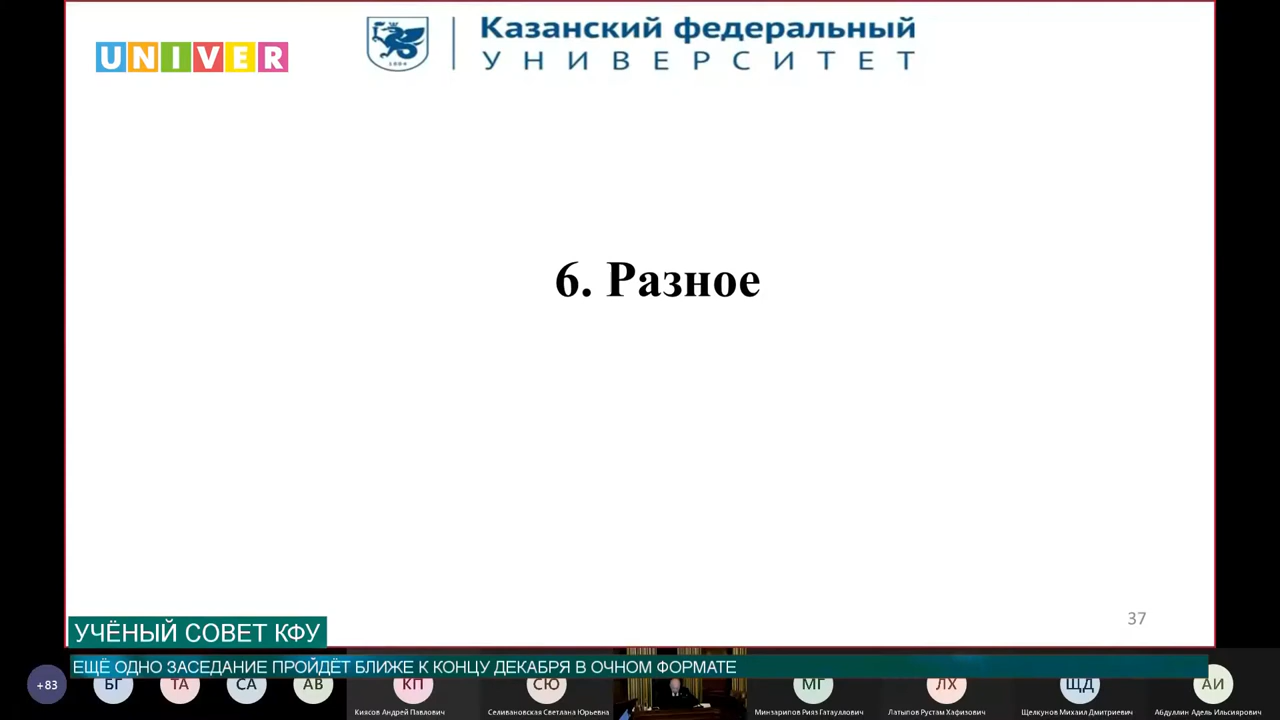 UNIVER
1804
Казанский федеральный
УНИВЕРСИТЕТ
6. Разное
37
УЧЁНЫЙ СОВЕТ КФУ
ЕЩЁ ОДНО ЗАСЕДАНИЕ ПРОЙДЁТ БЛИЖЕ К КОНЦУ ДЕКАБРЯ В ОЧНОМ ФОРМАТЕ
+83 БГ ТА СА АВ КП СЮ МГ ЛХ ЩД АИ
Киясов Андрей Павлович Селивановская Светлана Юрьевна Минзарипов Рияз Гатауллович Латыпов Рустам Хафизович Щелкунов Михаил Дмитриевич Абдуллин Адель Ильсиярович